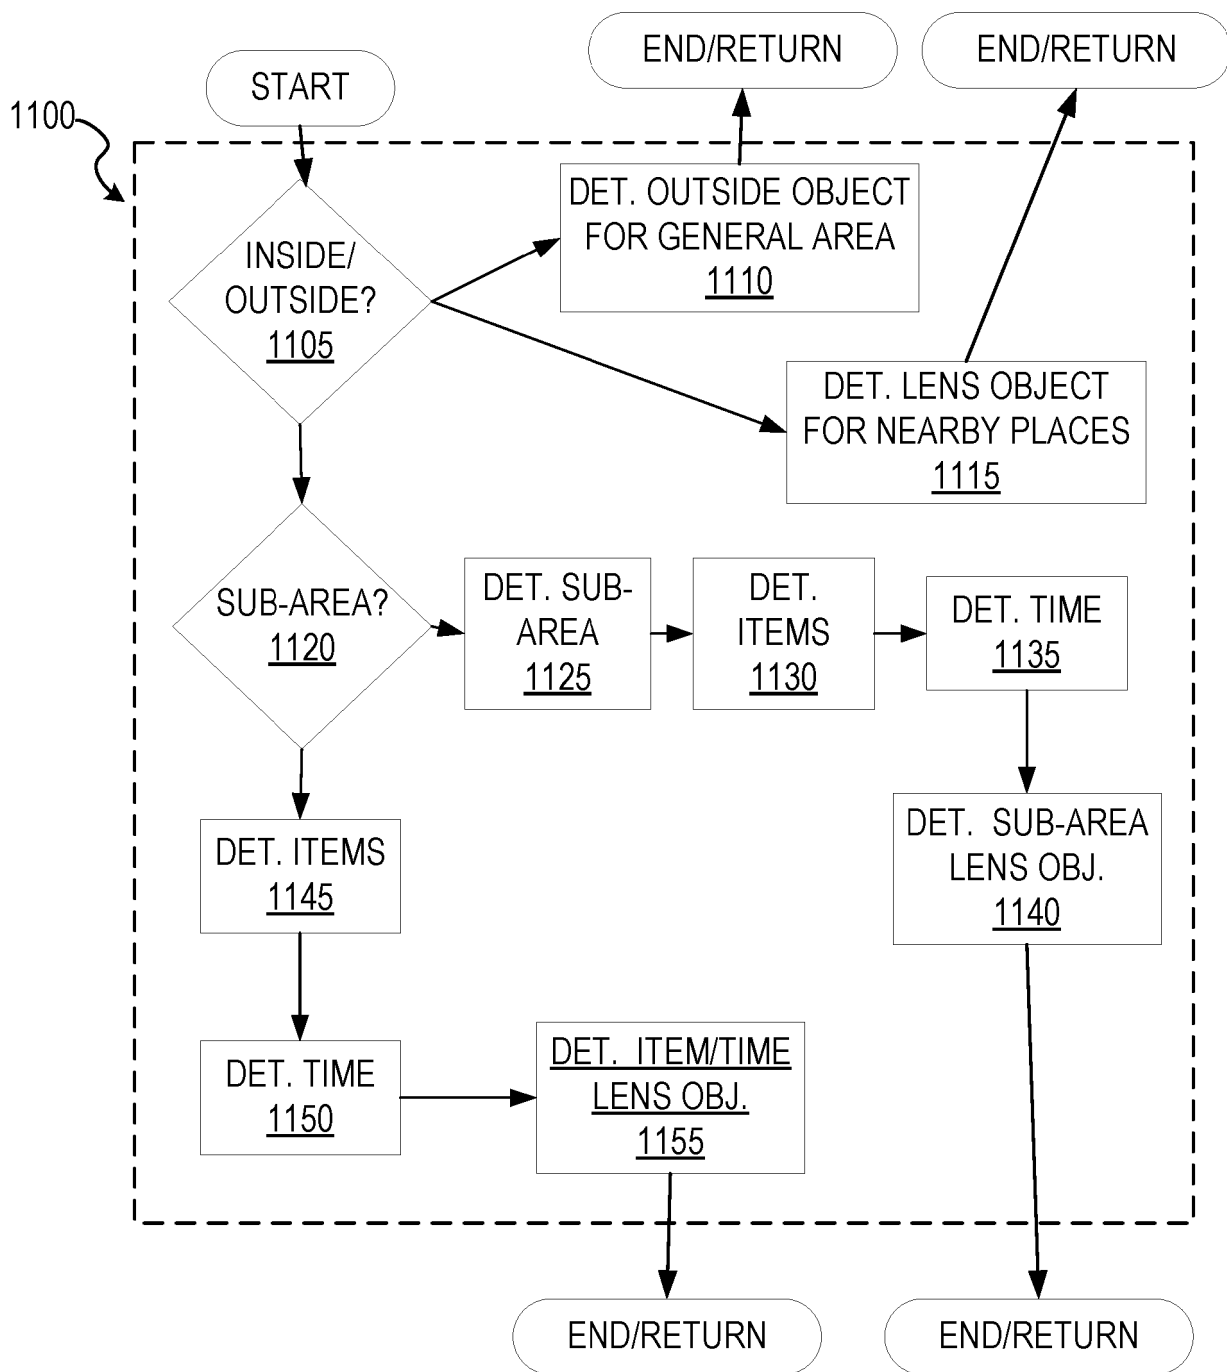 END/RETURN
END/RETURN
START
1100
DET. OUTSIDE OBJECT
FOR GENERAL AREA
1110
INSIDE/
OUTSIDE?
1105
DET. LENS OBJECT
FOR NEARBY PLACES
1115
SUB-AREA?
1120
DET. SUB-
AREA
1125
DET.
ITEMS
1130
DET. TIME
1135
DET. SUB-AREA
LENS OBJ.
1140
DET. ITEMS
1145
DET. TIME
1150
DET. ITEM/TIME
LENS OBJ.
1155
END/RETURN
END/RETURN